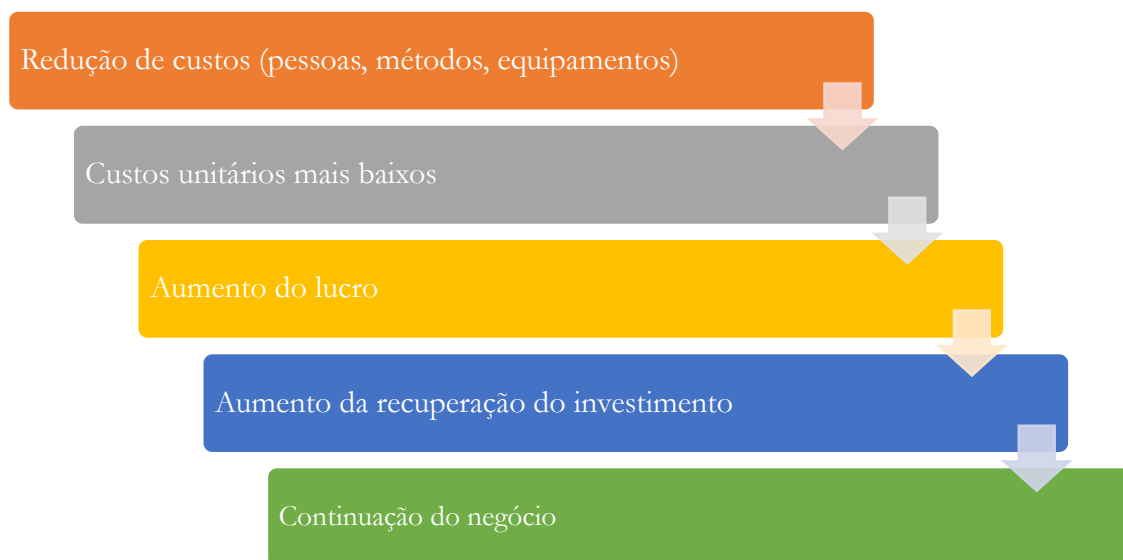 Redução de custos (pessoas, métodos, equipamentos)
Custos unitários mais baixos
Aumento do lucro
Aumento da recuperação do investimento
Continuação do negócio